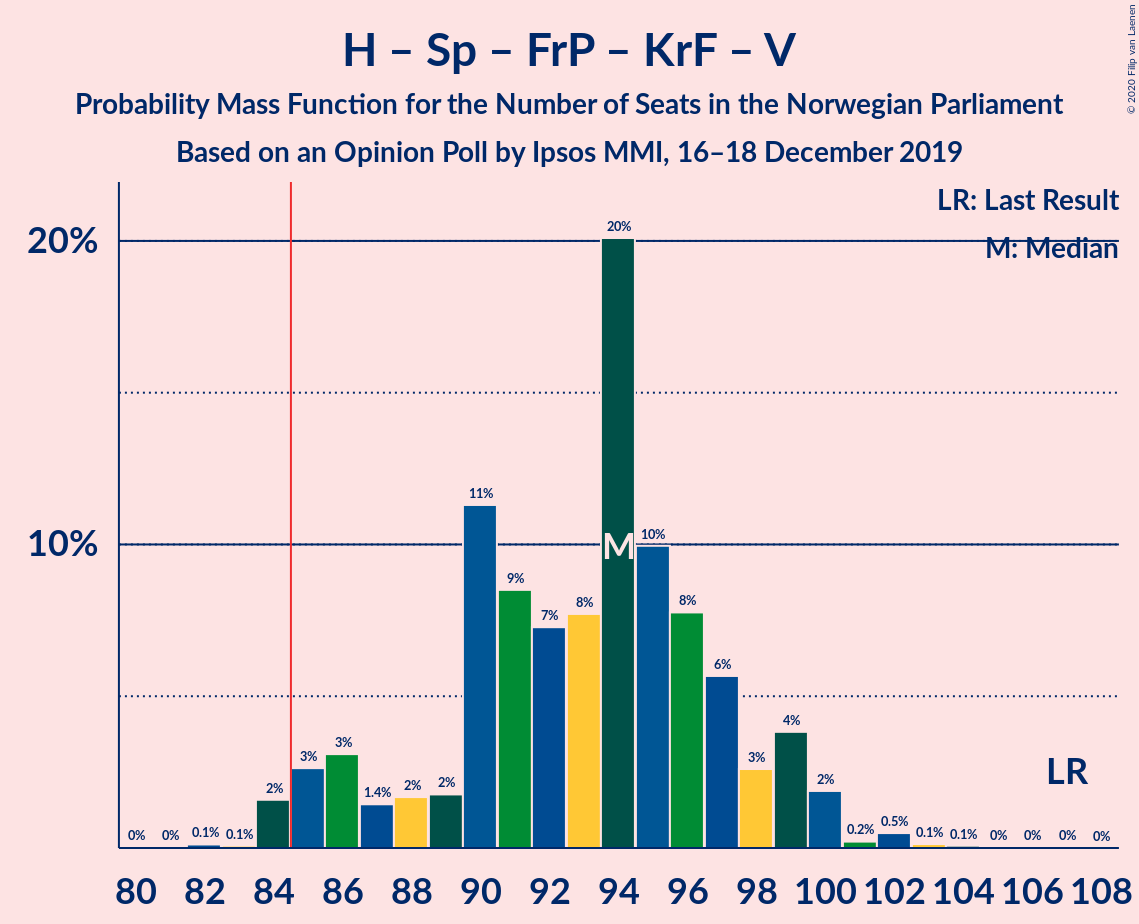 H – Sp – FrP – KrF – V
Probability Mass Function for the Number of Seats in the Norwegian Parliament
Based on an Opinion Poll by Ipsos MMI, 16–18 December 2019
© 2020 Filip van Laenen
LR: Last Result
M: Median
20%
10%
0% 0% 0.1% 0.1% 2% 3% 3% 1.4% 2% 2% 11% 9% 7% 8% 20% 10% 8% 6% 3% 4% 2% 0.2% 0.5% 0.1% 0.1% 0% 0% 0% 0%
M
LR
80 82 84 86 88 90 92 94 96 98 100 102 104 106 108